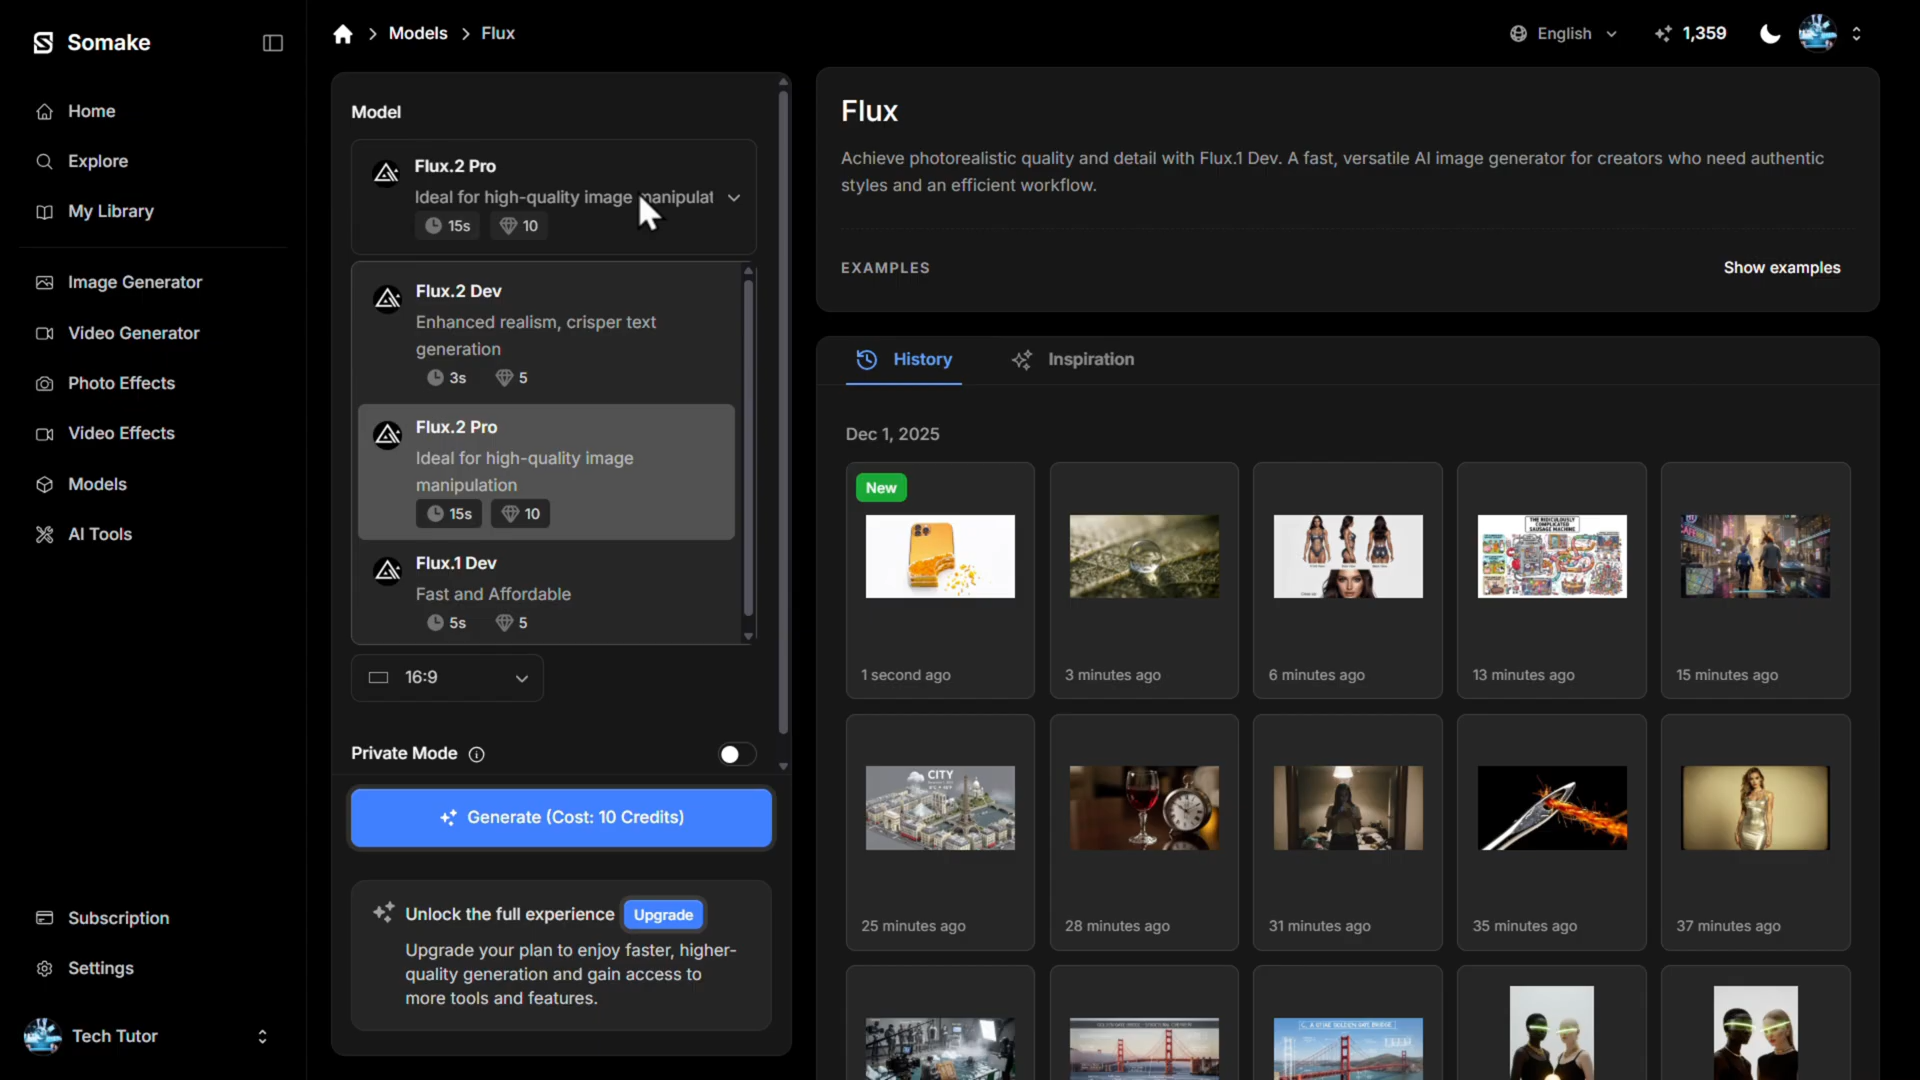 Somake
Home
Explore
My Library
Image Generator
Video Generator
Photo Effects
Video Effects
Models
AI Tools
Subscription
Settings
Tech Tutor
Models
Flux
English
1,359
Model
Flux.2 Pro
Ideal for high-quality image manipulat
15s 10
Flux.2 Dev
Enhanced realism, crisper text
generation
3s 5
Flux.2 Pro
Ideal for high-quality image
manipulation
15s 10
Flux.1 Dev
Fast and Affordable
5s 5
16:9
Private Mode
Generate (Cost: 10 Credits)
Unlock the full experience Upgrade
Upgrade your plan to enjoy faster, higher-
quality generation and gain access to
more tools and features.
Flux
Achieve photorealistic quality and detail with Flux.1 Dev. A fast, versatile AI image generator for creators who need authentic
styles and an efficient workflow.
EXAMPLES
Show examples
History
Inspiration
Dec 1, 2025
New
THE RIDICULOUSLY
COMPLICATED
SAUSAGE MACHINE
1 second ago
3 minutes ago
6 minutes ago
13 minutes ago
15 minutes ago
CITY
25 minutes ago
28 minutes ago
31 minutes ago
35 minutes ago
37 minutes ago